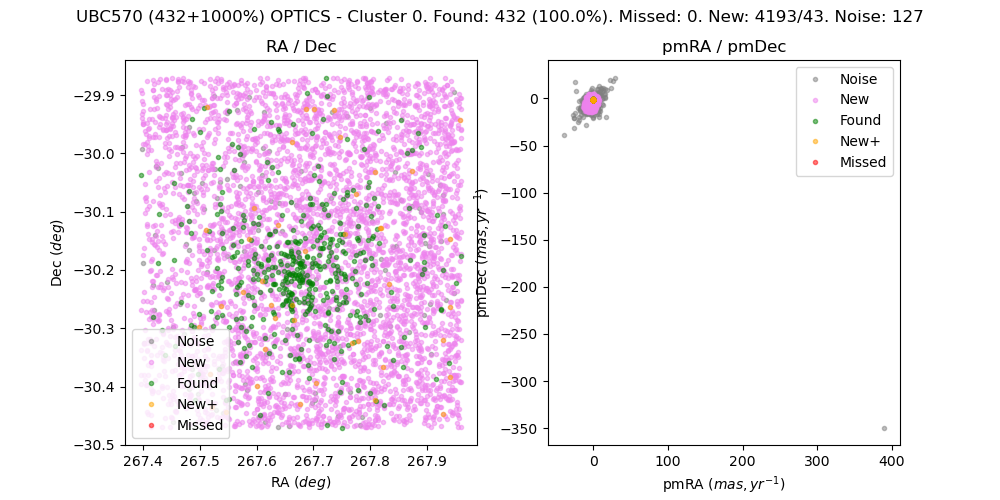 UBC570 (432+1000%) OPTICS - Cluster 0. Found: 432 (100.0%). Missed: 0. New: 4193/43. Noise: 127
RA / Dec
−29.9
−30.0
−30.1
−30.2
−30.3
−30.4
−30.5
Dec (deg)
Noise
New
Found
New+
Missed
267.4 267.5 267.6 267.7 267.8 267.9
RA (deg)
pmRA / pmDec
0
−50
−100
−150
−200
−250
−300
−350
pmDec (mas, yr⁻¹)
Noise
New
Found
New+
Missed
0 100 200 300 400
pmRA (mas, yr⁻¹)